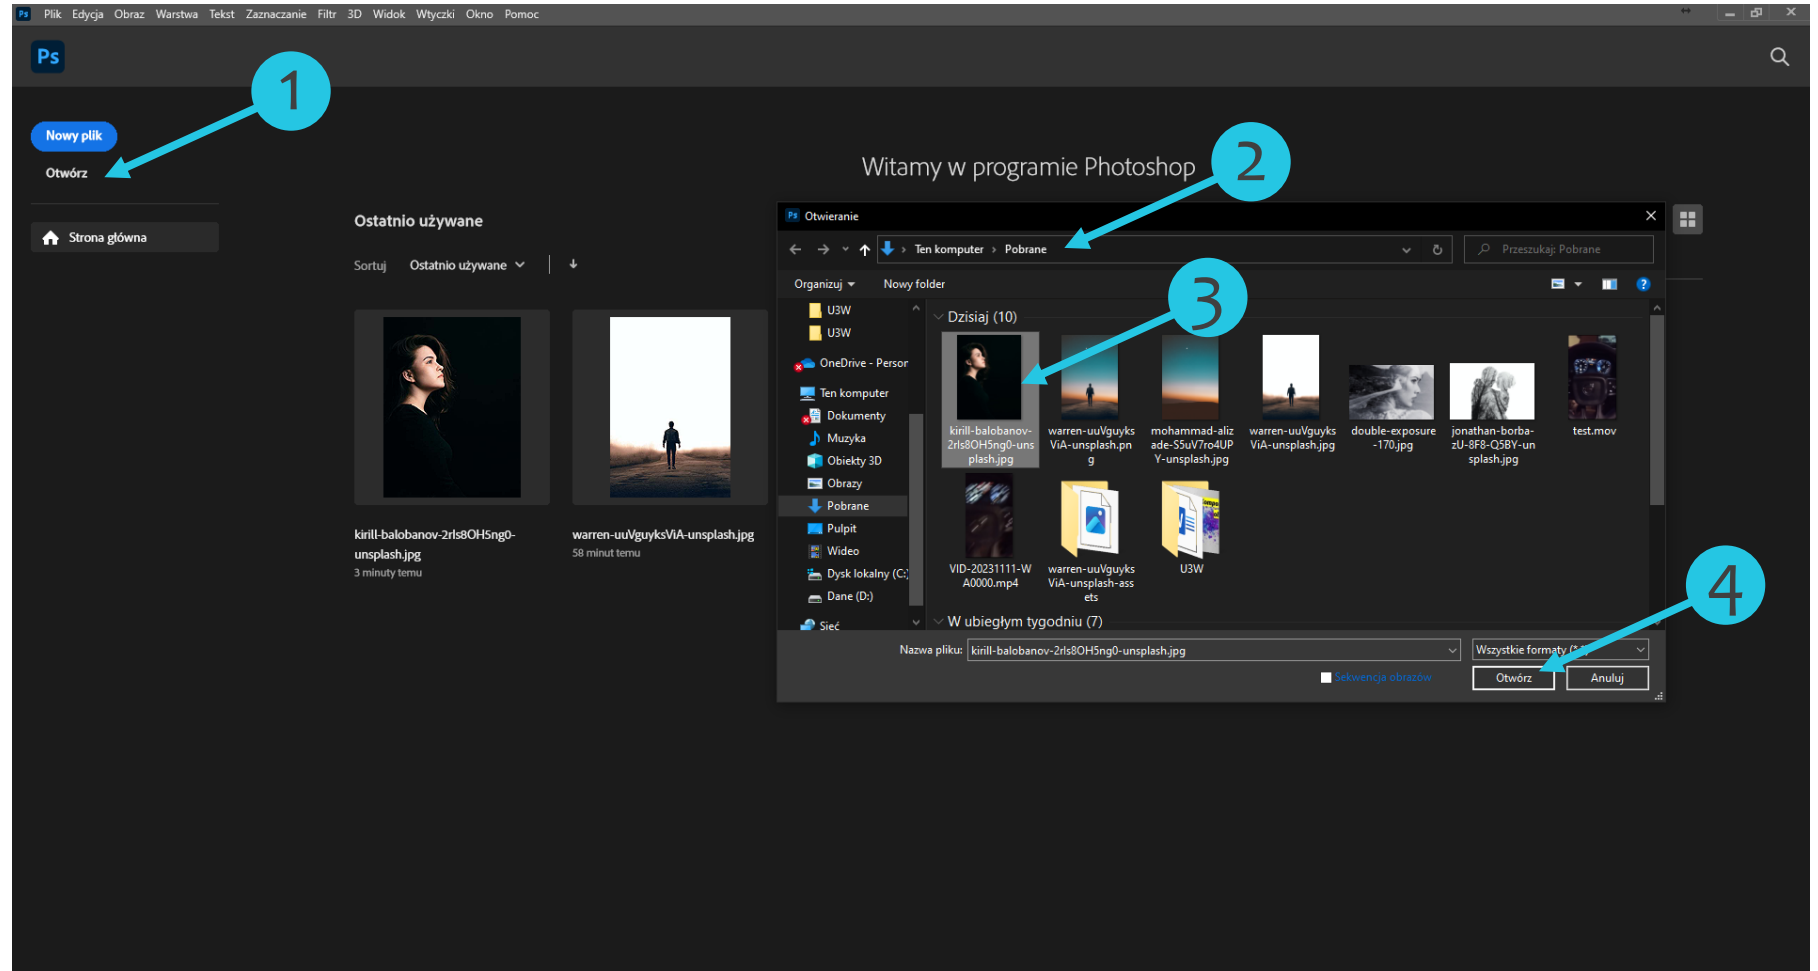 Ps Plik Edycja Obraz Warstwa Tekst Zaznaczanie Filtr 3D Widok Wtyczki Okno Pomoc
Ps
1
Nowy plik
Otwórz
Strona główna
Witamy w programie Photoshop
2
Ostatnio używane
Sortuj Ostatnio używane
kirill-balobanov-2rls8OH5ng0-
unsplash.jpg
3 minuty temu
warren-uuVguyksViA-unsplash.jpg
58 minut temu
Ps Otwieranie
Ten komputer › Pobrane
Przeszukaj: Pobrane
Organizuj Nowy folder
3
U3W
U3W
OneDrive - Person
Ten komputer
Dokumenty
Muzyka
Obiekty 3D
Obrazy
Pobrane
Pulpit
Wideo
Dysk lokalny (C:)
Dane (D:)
Sieć
Dzisiaj (10)
kirill-balobanov-
2rls8OH5ng0-uns
plash.jpg
warren-uuVguyks
ViA-unsplash.pn
g
mohammad-aliz
ade-S5uV7ro4UP
Y-unsplash.jpg
warren-uuVguyks
ViA-unsplash.jpg
double-exposure
-170.jpg
jonathan-borba-
zU-8F8-Q5BY-un
splash.jpg
test.mov
VID-20231111-W
A0000.mp4
warren-uuVguyks
ViA-unsplash-ass
ets
U3W
W ubiegłym tygodniu (7)
4
Nazwa pliku: kirill-balobanov-2rls8OH5ng0-unsplash.jpg
Wszystkie formaty
Sekwencja obrazów
Otwórz Anuluj